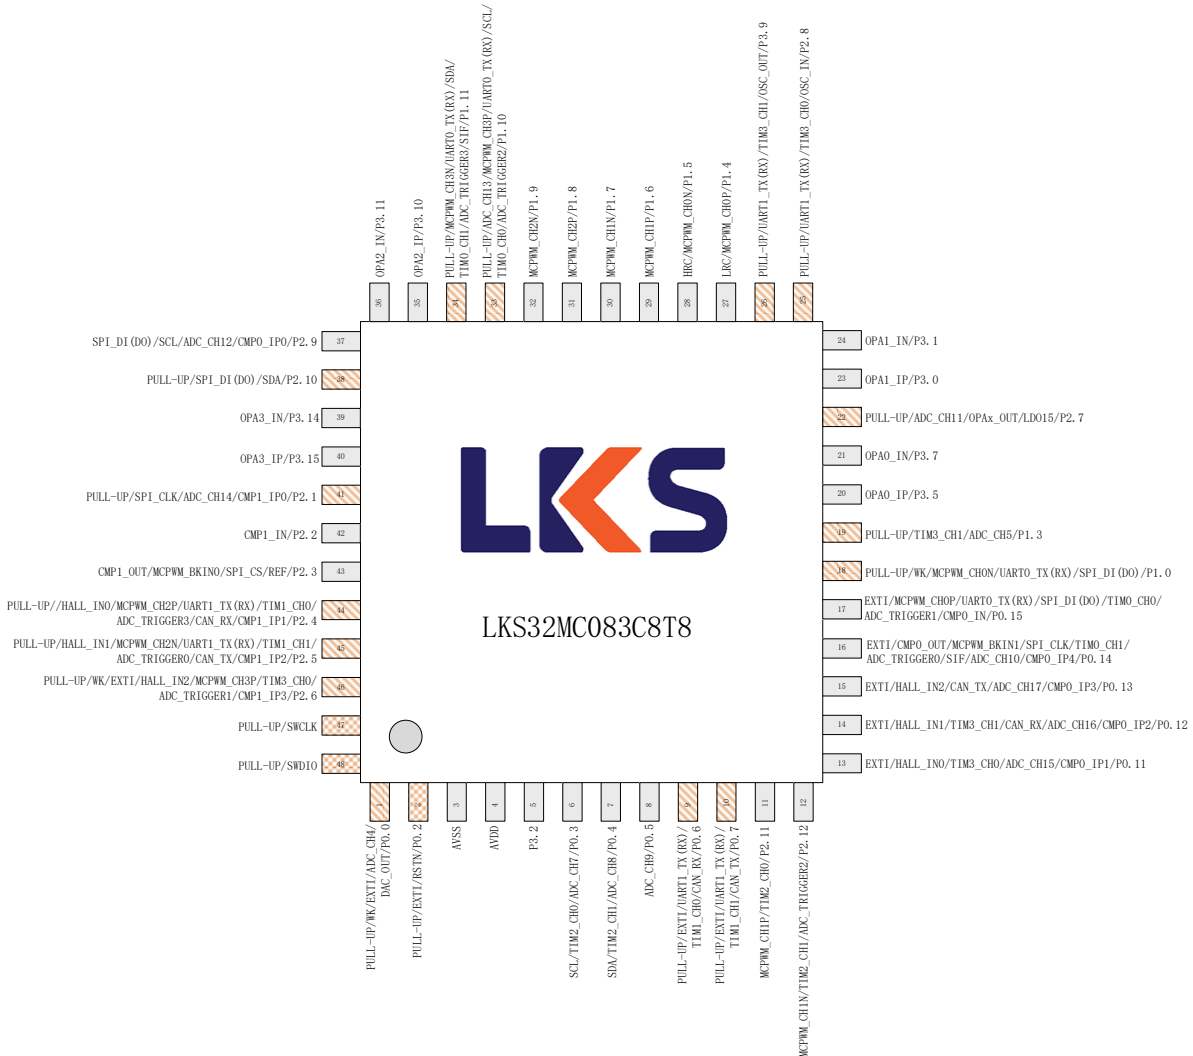 OPA2_IN/P3.11
OPA2_IP/P3.10
PULL-UP/MCPWM_CH3N/UART0_TX(RX)/SDA/
TIM0_CH1/ADC_TRIGGER3/SIF/P1.11
PULL-UP/ADC_CH13/MCPWM_CH3P/UART0_TX(RX)/SCL/
TIM0_CH0/ADC_TRIGGER2/P1.10
MCPWM_CH2N/P1.9
MCPWM_CH2P/P1.8
MCPWM_CH1N/P1.7
MCPWM_CH1P/P1.6
HRC/MCPWM_CH0N/P1.5
LRC/MCPWM_CH0P/P1.4
PULL-UP/UART1_TX(RX)/TIM3_CH1/OSC_OUT/P3.9
PULL-UP/UART1_TX(RX)/TIM3_CH0/OSC_IN/P2.8
36
35
34
33
32
31
30
29
28
27
26
25
SPI_DI(DO)/SCL/ADC_CH12/CMP0_IP0/P2.9
37
PULL-UP/SPI_DI(DO)/SDA/P2.10
38
OPA3_IN/P3.14
39
OPA3_IP/P3.15
40
PULL-UP/SPI_CLK/ADC_CH14/CMP1_IP0/P2.1
41
CMP1_IN/P2.2
42
CMP1_OUT/MCPWM_BKIN0/SPI_CS/REF/P2.3
43
PULL-UP//HALL_IN0/MCPWM_CH2P/UART1_TX(RX)/TIM1_CH0/
ADC_TRIGGER3/CAN_RX/CMP1_IP1/P2.4
44
PULL-UP/HALL_IN1/MCPWM_CH2N/UART1_TX(RX)/TIM1_CH1/
ADC_TRIGGER0/CAN_TX/CMP1_IP2/P2.5
45
PULL-UP/WK/EXTI/HALL_IN2/MCPWM_CH3P/TIM3_CH0/
ADC_TRIGGER1/CMP1_IP3/P2.6
46
PULL-UP/SWCLK
47
PULL-UP/SWDIO
48
LKS
LKS32MC083C8T8
24
OPA1_IN/P3.1
23
OPA1_IP/P3.0
22
PULL-UP/ADC_CH11/OPAx_OUT/LDO15/P2.7
21
OPA0_IN/P3.7
20
OPA0_IP/P3.5
19
PULL-UP/TIM3_CH1/ADC_CH5/P1.3
18
PULL-UP/WK/MCPWM_CH0N/UART0_TX(RX)/SPI_DI(DO)/P1.0
17
EXTI/MCPWM_CH0P/UART0_TX(RX)/SPI_DI(DO)/TIM0_CH0/
ADC_TRIGGER1/CMP0_IN/P0.15
16
EXTI/CMP0_OUT/MCPWM_BKIN1/SPI_CLK/TIM0_CH1/
ADC_TRIGGER0/SIF/ADC_CH10/CMP0_IP4/P0.14
15
EXTI/HALL_IN2/CAN_TX/ADC_CH17/CMP0_IP3/P0.13
14
EXTI/HALL_IN1/TIM3_CH1/CAN_RX/ADC_CH16/CMP0_IP2/P0.12
13
EXTI/HALL_IN0/TIM3_CH0/ADC_CH15/CMP0_IP1/P0.11
1
2
3
4
5
6
7
8
9
10
11
12
PULL-UP/WK/EXTI/ADC_CH4/
DAC_OUT/P0.0
PULL-UP/EXTI/RSTN/P0.2
AVSS
AVDD
P3.2
SCL/TIM2_CH0/ADC_CH7/P0.3
SDA/TIM2_CH1/ADC_CH8/P0.4
ADC_CH9/P0.5
PULL-UP/EXTI/UART1_TX(RX)/
TIM1_CH0/CAN_RX/P0.6
PULL-UP/EXTI/UART1_TX(RX)/
TIM1_CH1/CAN_TX/P0.7
MCPWM_CH1P/TIM2_CH0/P2.11
MCPWM_CH1N/TIM2_CH1/ADC_TRIGGER2/P2.12